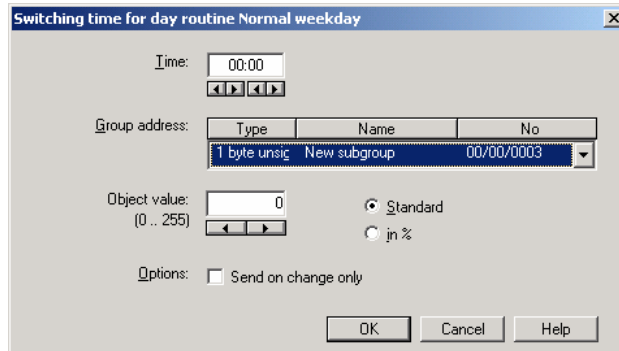 Switching time for day routine Normal weekday
Time: 00:00
Group address: Type Name No
1 byte unsig New subgroup 00/00/0003
Object value: 0 Standard
(0 .. 255) in %
Options: Send on change only
OK Cancel Help